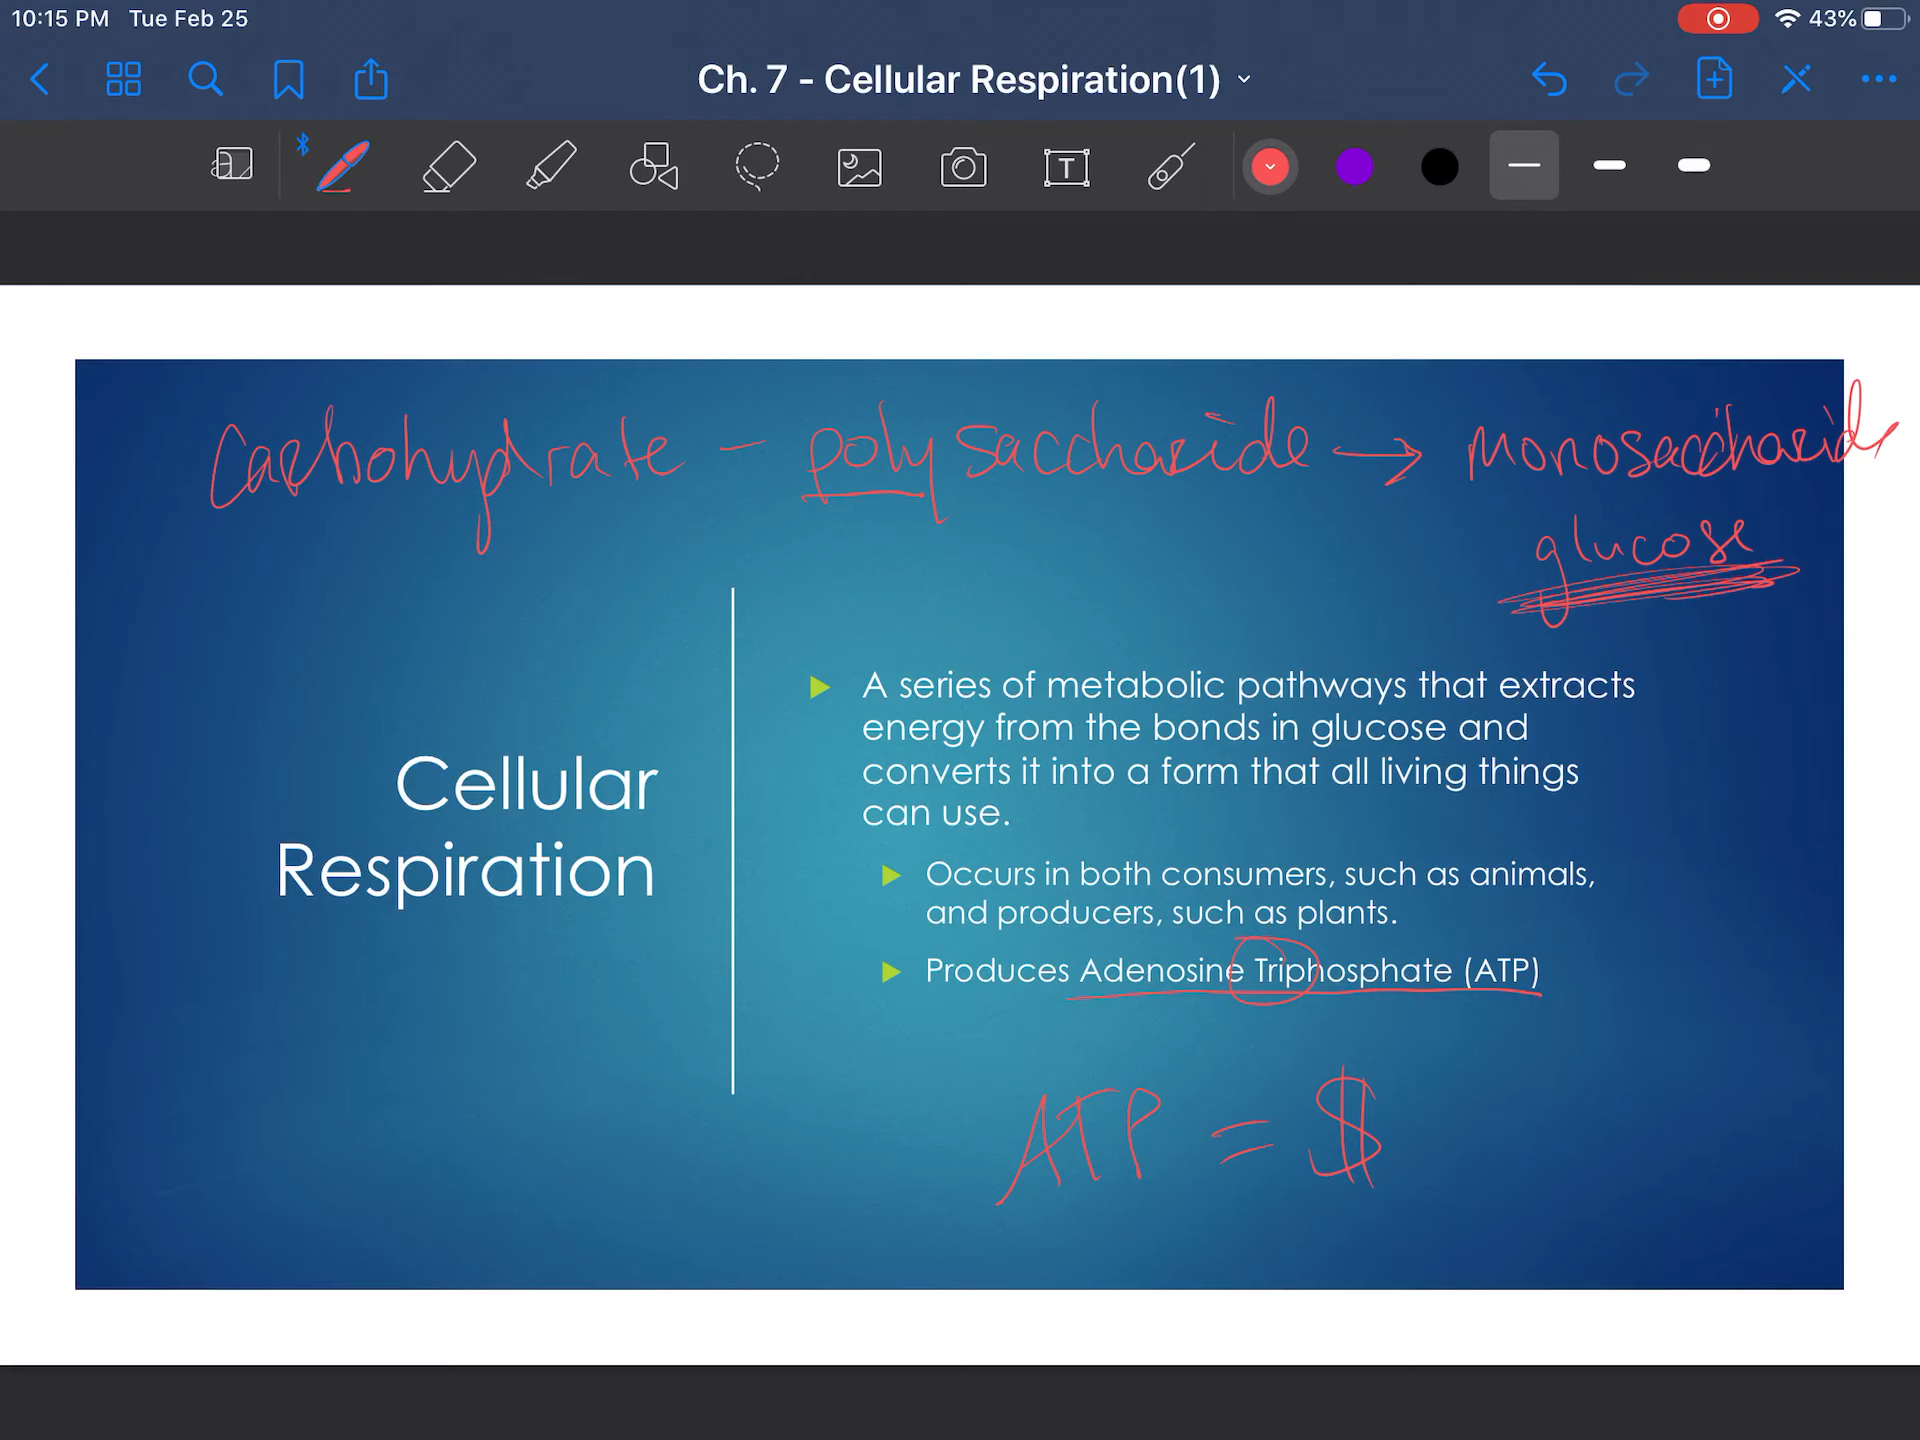 10:15 PM Tue Feb 25
43%
Ch. 7 - Cellular Respiration(1)
Carbohydrate - polysaccharide → monosaccharide
glucose
Cellular
Respiration
A series of metabolic pathways that extracts
energy from the bonds in glucose and
converts it into a form that all living things
can use.
Occurs in both consumers, such as animals,
and producers, such as plants.
Produces Adenosine Triphosphate (ATP)
ATP = $